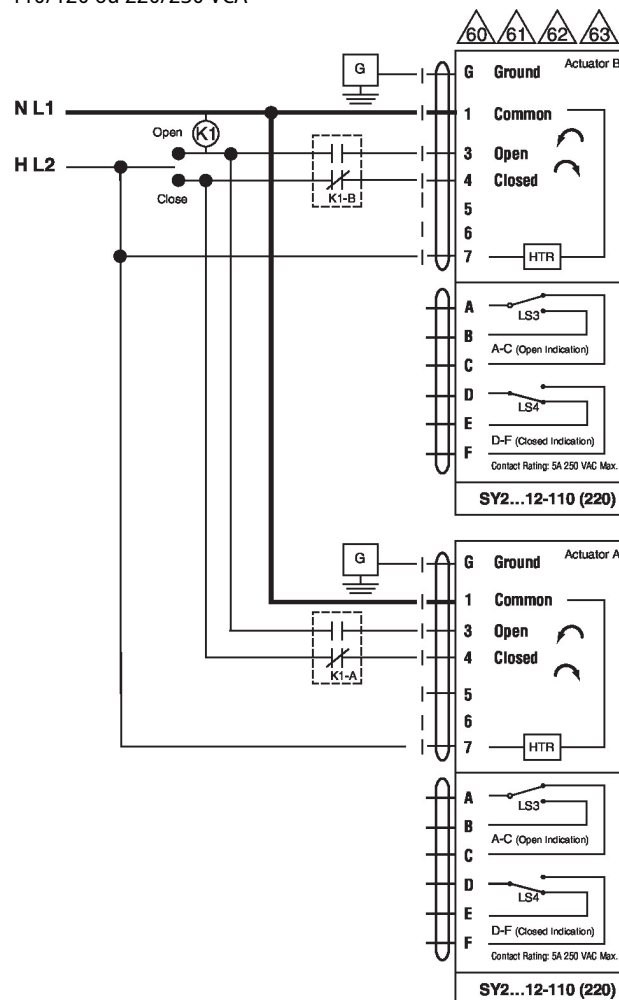 110/120 ou 220/230 VCA
60 61 62 63
Actuator B
G
G Ground
N L1
1 Common
Open
K1
3 Open
H L2
4 Closed
Close
K1-B
5
6
7
HTR
A
LS3
B
A-C (Open Indication)
C
D
LS4
E
D-F (Closed Indication)
F
Contact Rating: 5A 250 VAC Max.
SY2...12-110 (220)
Actuator A
G
G Ground
1 Common
3 Open
4 Closed
K1-A
5
6
7
HTR
A
LS3
B
A-C (Open Indication)
C
D
LS4
E
D-F (Closed Indication)
F
Contact Rating: 5A 250 VAC Max.
SY2...12-110 (220)